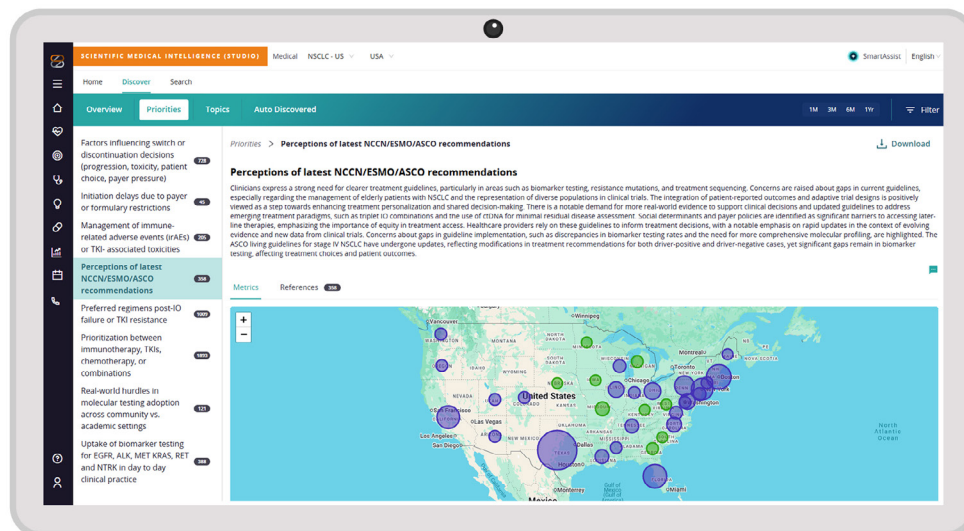 SCIENTIFIC MEDICAL INTELLIGENCE (STUDIO)
Medical
NSCLC - US
USA
SmartAssist
English
Home
Discover
Search
Overview
Priorities
Topics
Auto Discovered
1M
3M
6M
1Yr
Filter
Factors influencing switch or
discontinuation decisions
(progression, toxicity, patient
choice, payer pressure)
728
Initiation delays due to payer
or formulary restrictions
45
Management of immune-
related adverse events (irAEs)
or TKI- associated toxicities
205
Perceptions of latest
NCCN/ESMO/ASCO
recommendations
358
Preferred regimens post-IO
failure or TKI resistance
1009
Prioritization between
immunotherapy, TKIs,
chemotherapy, or
combinations
1893
Real-world hurdles in
molecular testing adoption
across community vs.
academic settings
121
Uptake of biomarker testing
for EGFR, ALK, MET KRAS, RET
and NTRK in day to day
clinical practice
388
Priorities > Perceptions of latest NCCN/ESMO/ASCO recommendations
Download
Perceptions of latest NCCN/ESMO/ASCO recommendations
Clinicians express a strong need for clearer treatment guidelines, particularly in areas such as biomarker testing, resistance mutations, and treatment sequencing. Concerns are raised about gaps in current guidelines,
especially regarding the management of elderly patients with NSCLC and the representation of diverse populations in clinical trials. The integration of patient-reported outcomes and adaptive trial designs is positively
viewed as a step towards enhancing treatment personalization and shared decision-making. There is a notable demand for more real-world evidence to support clinical decisions and updated guidelines to address
emerging treatment paradigms, such as triplet IO combinations and the use of ctDNA for minimal residual disease assessment. Social determinants and payer policies are identified as significant barriers to accessing later-
line therapies, emphasizing the importance of equity in treatment access. Healthcare providers rely on these guidelines to inform treatment decisions, with a notable emphasis on rapid updates in the context of evolving
evidence and new data from clinical trials. Concerns about gaps in guideline implementation, such as discrepancies in biomarker testing rates and the need for more comprehensive molecular profiling, are highlighted. The
ASCO living guidelines for stage IV NSCLC have undergone updates, reflecting modifications in treatment recommendations for both driver-positive and driver-negative cases, yet significant gaps remain in biomarker
testing, affecting treatment choices and patient outcomes.
Metrics
References
358
+
−
Vancouver
Winnipeg
WASHINGTON
MONTANA
NORTH
DAKOTA
SOUTH
DAKOTA
Montreal
NOVA SCOTIA
IDAHO
WYOMING
Toronto
Chicago
NEVADA
United States
KANSAS
San Francisco
Las Vegas
Los Angeles
San Diego
NEW MEXICO
OKLAHOMA
ARKANSAS
MISSISSIPPI
TEXAS
Dallas
Houston
Monterrey
Gulf of
Mexico
Miami
Mexico
Washington
North
Atlantic
Ocean